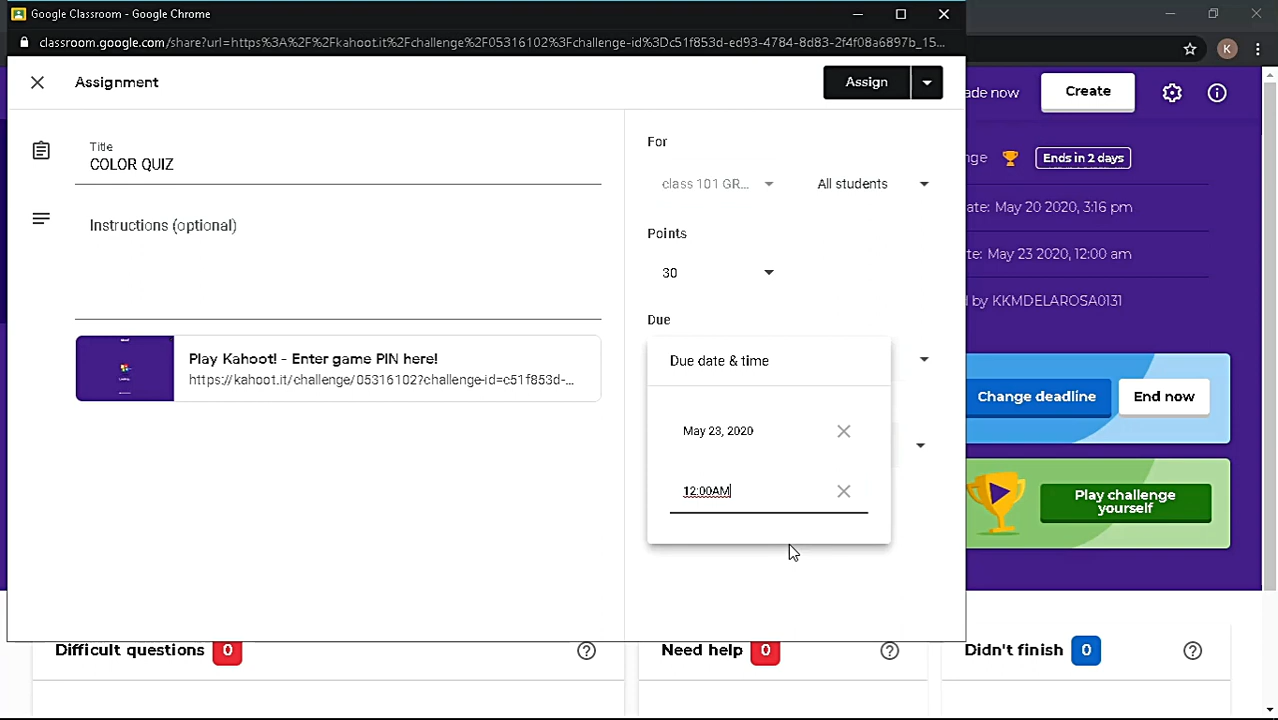 Google Classroom - Google Chrome
classroom.google.com/share?url=https%3A%2F%2Fkahoot.it%2Fchallenge%2F05316102%3Fchallenge-id%3Dc51f853d-ed93-4784-8d83-2f4f08a6897b_15...
K
Assignment
Assign
ade now
Create
Title
COLOR QUIZ
Instructions (optional)
Play Kahoot! - Enter game PIN here!
https://kahoot.it/challenge/05316102?challenge-id=c51f853d-...
For
class 101 GR...
All students
Points
30
Due
Due date & time
May 23, 2020
12:00AM
nge
Ends in 2 days
ate: May 20 2020, 3:16 pm
te: May 23 2020, 12:00 am
d by KKMDELAROSA0131
Change deadline
End now
Play challenge
yourself
Difficult questions 0
Need help 0
Didn't finish 0